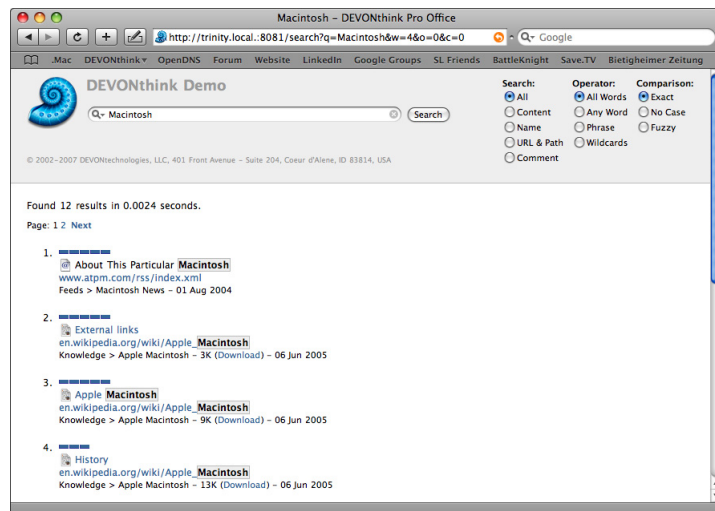 Macintosh – DEVONthink Pro Office
http://trinity.local.:8081/search?q=Macintosh&w=4&o=0&c=0
Google
.Mac DEVONthink OpenDNS Forum Website LinkedIn Google Groups SL Friends BattleKnight Save.TV Bietigheimer Zeitung
DEVONthink Demo
Macintosh
Search
Search: Operator: Comparison:
All All Words Exact
Content Any Word No Case
Name Phrase Fuzzy
URL & Path Wildcards
Comment
© 2002–2007 DEVONtechnologies, LLC, 401 Front Avenue – Suite 204, Coeur d'Alene, ID 83814, USA
Found 12 results in 0.0024 seconds.
Page: 1 2 Next
1.
About This Particular Macintosh
www.atpm.com/rss/index.xml
Feeds > Macintosh News – 01 Aug 2004
2.
External links
en.wikipedia.org/wiki/Apple_Macintosh
Knowledge > Apple Macintosh – 3K (Download) – 06 Jun 2005
3.
Apple Macintosh
en.wikipedia.org/wiki/Apple_Macintosh
Knowledge > Apple Macintosh – 9K (Download) – 06 Jun 2005
4.
History
en.wikipedia.org/wiki/Apple_Macintosh
Knowledge > Apple Macintosh – 13K (Download) – 06 Jun 2005